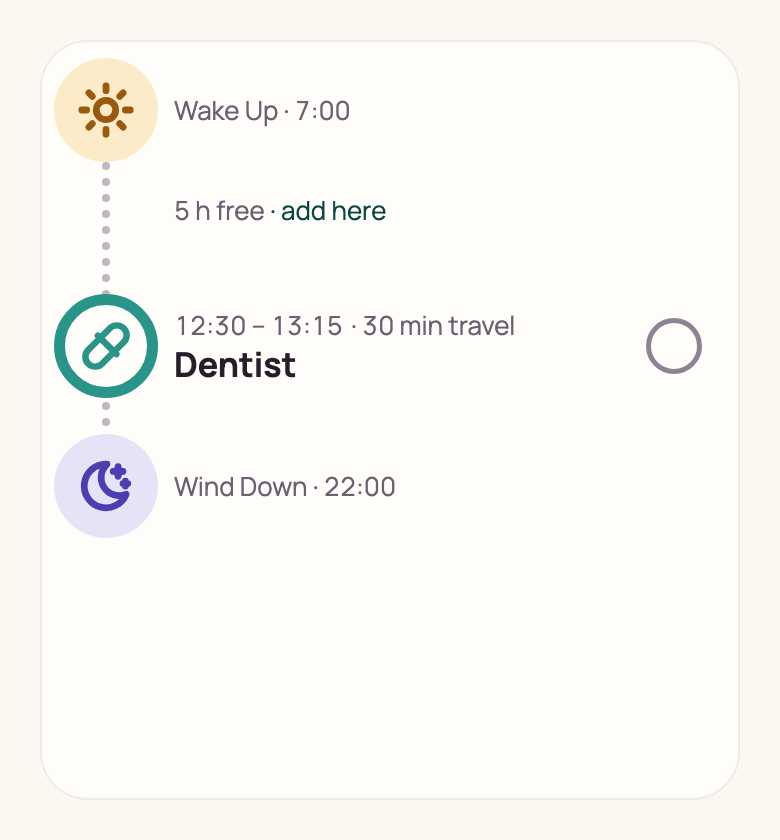 Wake Up · 7:00
5 h free · add here
12:30 – 13:15 · 30 min travel
Dentist
Wind Down · 22:00